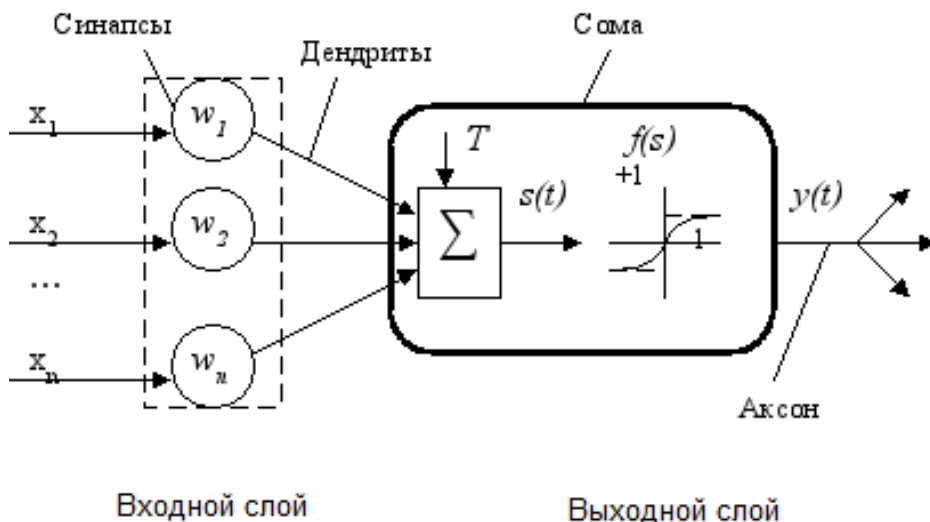 Синапсы
Сома
Дендриты
x₁
w₁
T
f(s)
+1
s(t)
y(t)
x₂
w₂
Σ
1
...
xₙ
wₙ
Аксон
Входной слой
Выходной слой